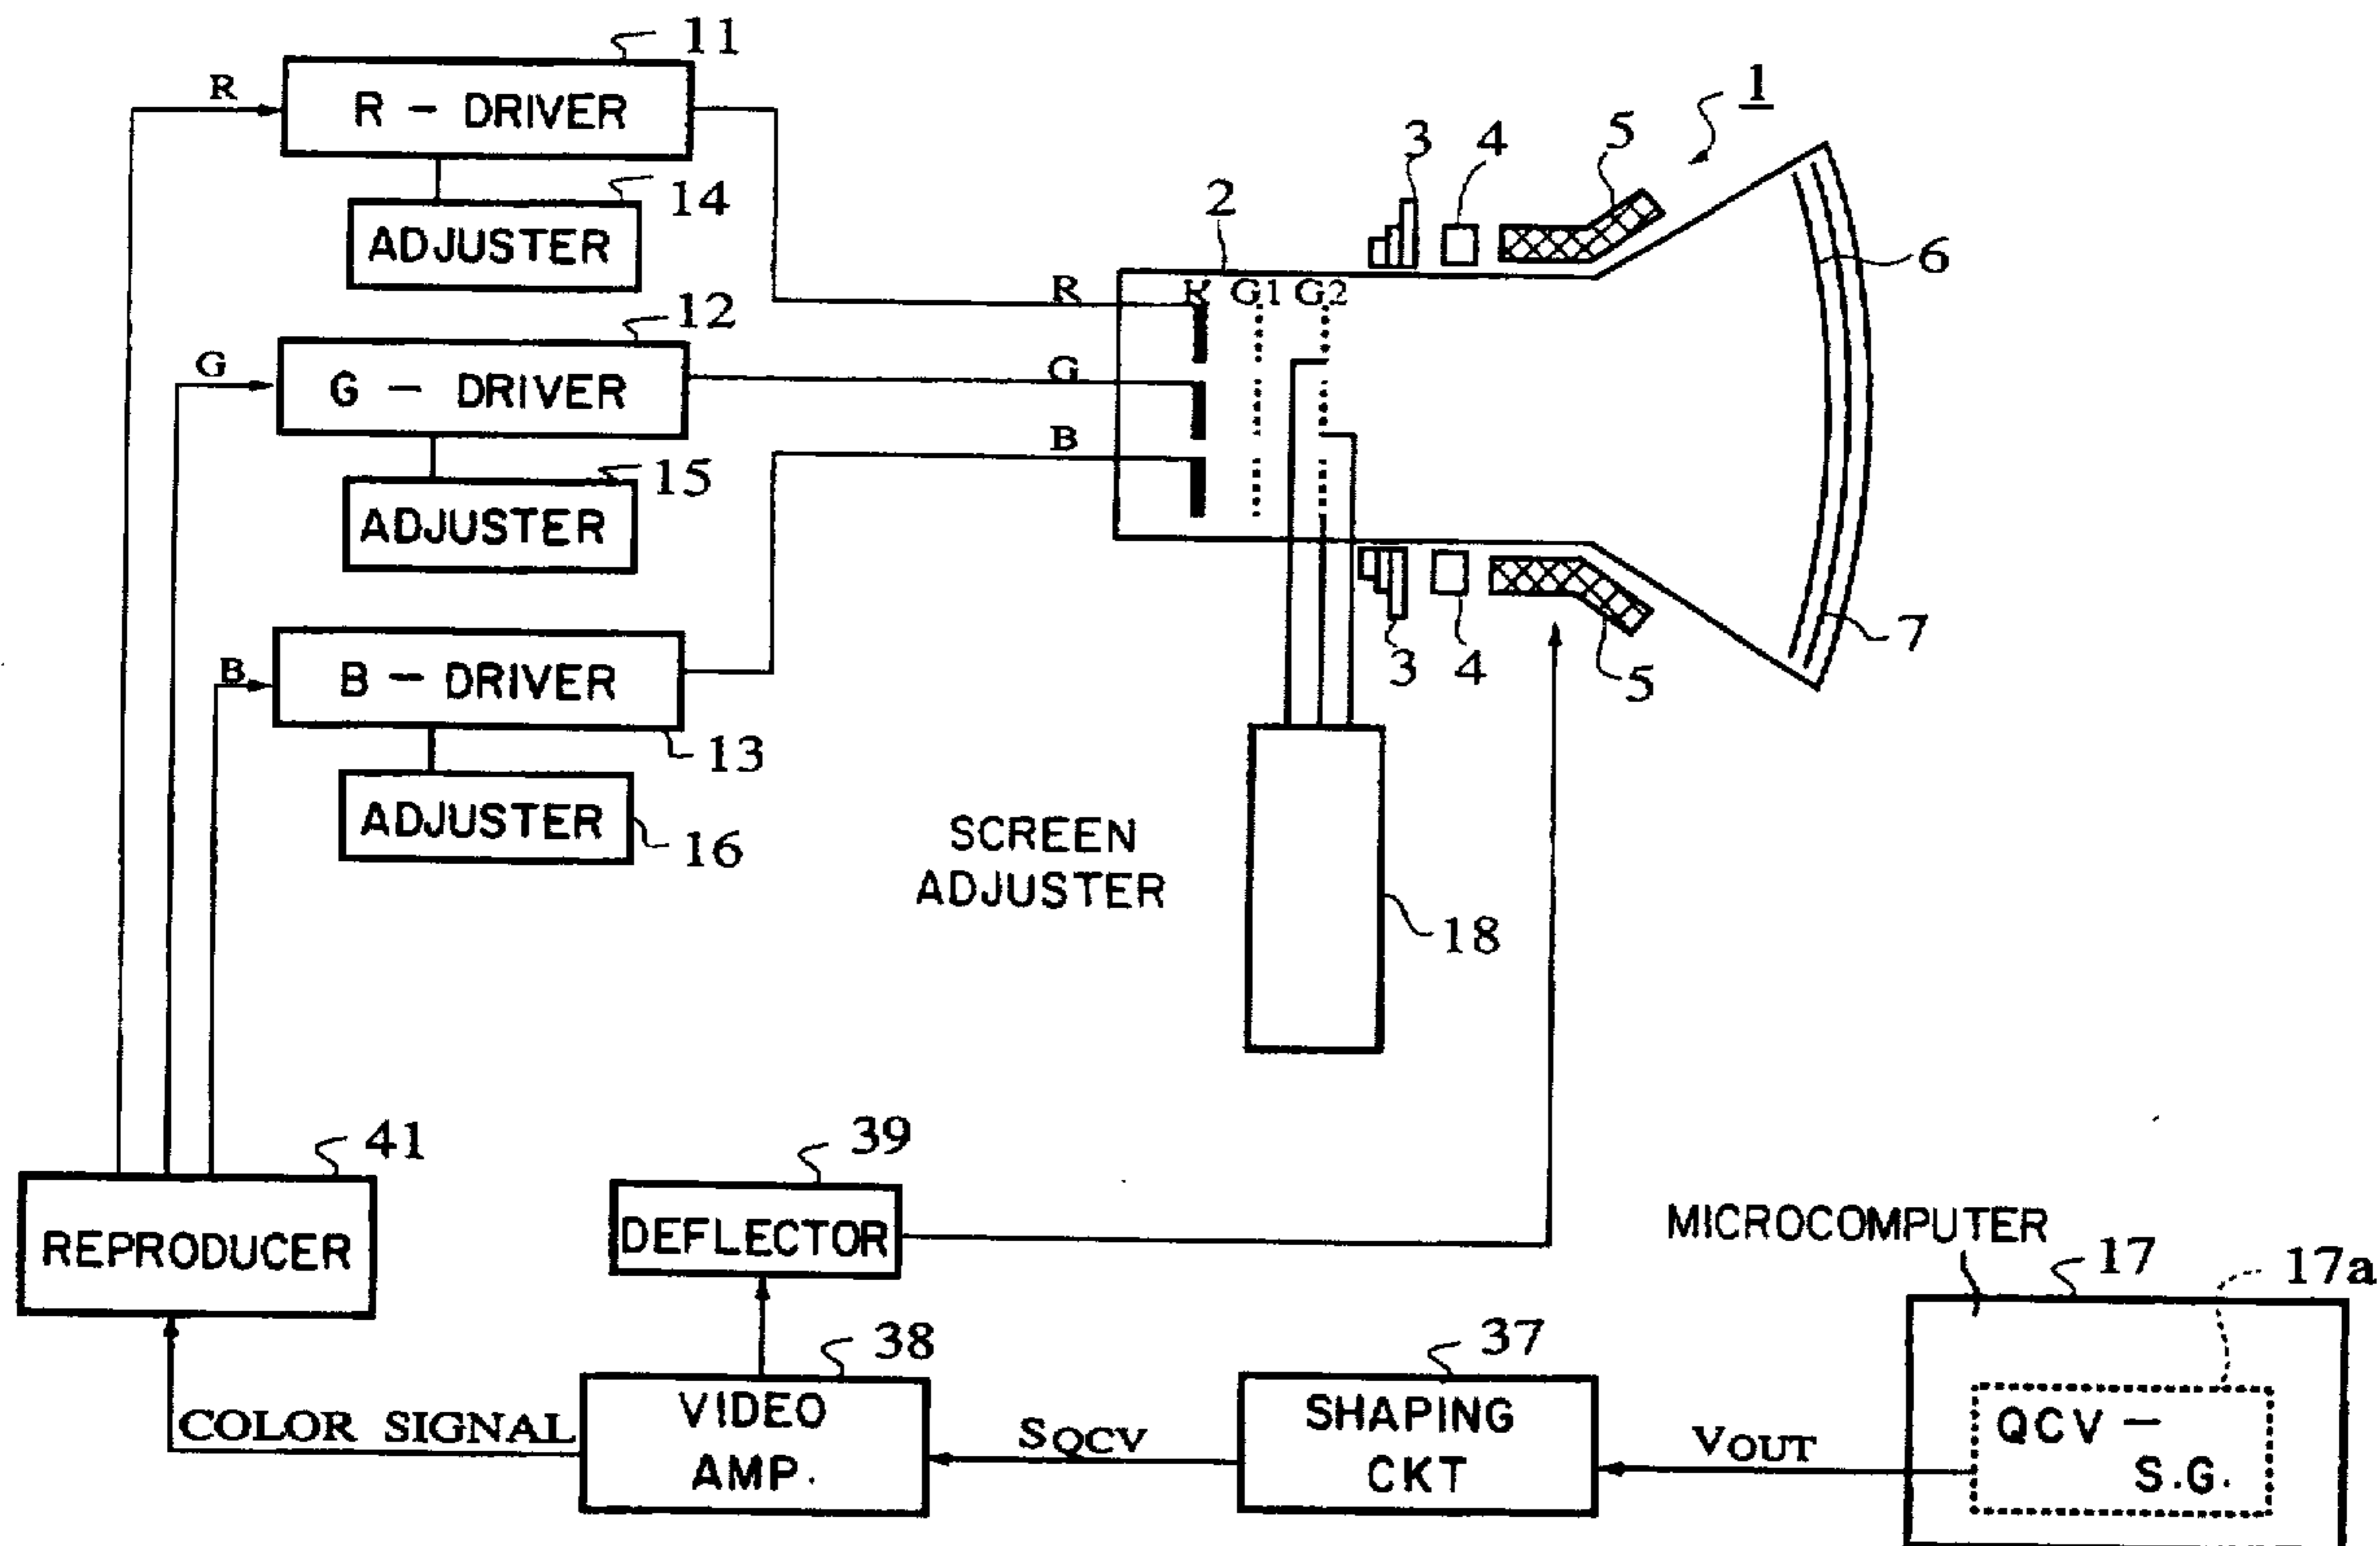 11
R
R - DRIVER
14
ADJUSTER
12
G
G - DRIVER
15
ADJUSTER
B
B - DRIVER
13
ADJUSTER
16
1
3
4
5
2
R
K
G1
G2
6
G
B
3
4
5
7
SCREEN
ADJUSTER
18
41
REPRODUCER
39
DEFLECTOR
MICROCOMPUTER
17
17a
38
VIDEO
AMP.
COLOR SIGNAL
SQCV
37
SHAPING
CKT
VOUT
QCV -
S.G.